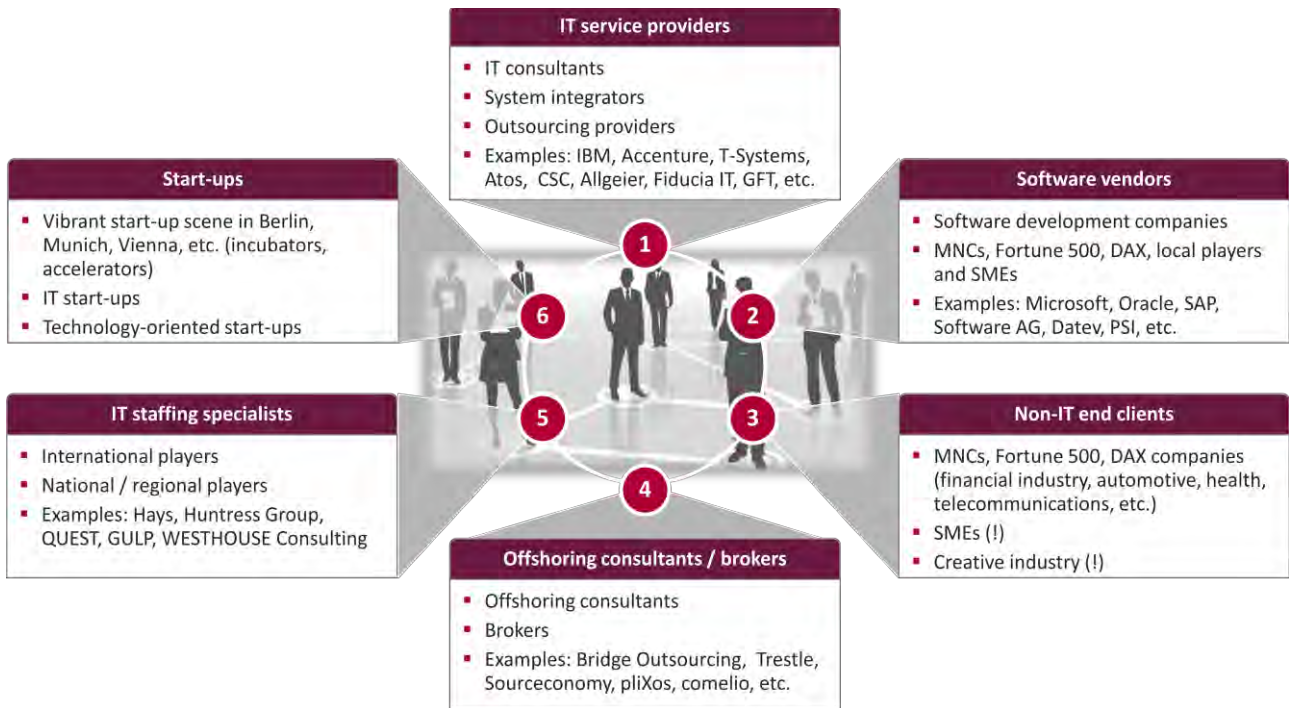 IT service providers
▪ IT consultants
▪ System integrators
▪ Outsourcing providers
▪ Examples: IBM, Accenture, T-Systems,
Atos, CSC, Allgeier, Fiducia IT, GFT, etc.
Start-ups
▪ Vibrant start-up scene in Berlin,
Munich, Vienna, etc. (incubators,
accelerators)
▪ IT start-ups
▪ Technology-oriented start-ups
Software vendors
▪ Software development companies
▪ MNCs, Fortune 500, DAX, local players
and SMEs
▪ Examples: Microsoft, Oracle, SAP,
Software AG, Datev, PSI, etc.
1
6
2
5
3
4
IT staffing specialists
▪ International players
▪ National / regional players
▪ Examples: Hays, Huntress Group,
QUEST, GULP, WESTHOUSE Consulting
Non-IT end clients
▪ MNCs, Fortune 500, DAX companies
(financial industry, automotive, health,
telecommunications, etc.)
▪ SMEs (!)
▪ Creative industry (!)
Offshoring consultants / brokers
▪ Offshoring consultants
▪ Brokers
▪ Examples: Bridge Outsourcing, Trestle,
Sourceconomy, pliXos, comelio, etc.